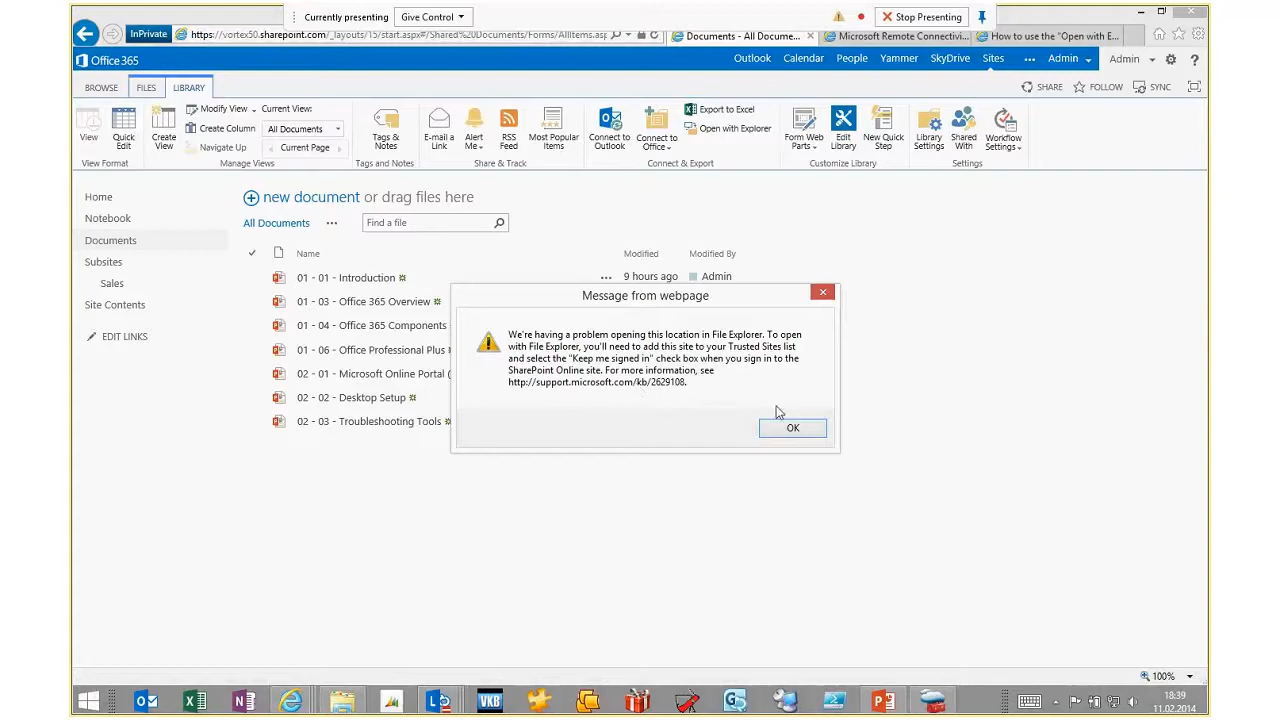 Currently presenting
Give Control
Stop Presenting
InPrivate
https://vortex50.sharepoint.com/_layouts/15/start.aspx#/Shared%20Documents/Forms/AllItems.asp
Documents - All Docume...
Microsoft Remote Connectivi...
How to use the "Open with E...
Office 365
Outlook
Calendar
People
Yammer
SkyDrive
Sites
...
Admin
Admin
?
BROWSE
FILES
LIBRARY
SHARE
FOLLOW
SYNC
View
Quick Edit
View Format
Create View
Modify View
Create Column
Navigate Up
Current View:
All Documents
Current Page
Manage Views
Tags & Notes
Tags and Notes
E-mail a Link
Alert Me
RSS Feed
Most Popular Items
Share & Track
Connect to Outlook
Connect to Office
Export to Excel
Open with Explorer
Connect & Export
Form Web Parts
Edit Library
New Quick Step
Customize Library
Library Settings
Shared With
Workflow Settings
Settings
Home
Notebook
Documents
Subsites
Sales
Site Contents
EDIT LINKS
new document or drag files here
All Documents
...
Find a file
Name
Modified
Modified By
01 - 01 - Introduction
...
9 hours ago
Admin
01 - 03 - Office 365 Overview
01 - 04 - Office 365 Components
01 - 06 - Office Professional Plus
02 - 01 - Microsoft Online Portal (
02 - 02 - Desktop Setup
02 - 03 - Troubleshooting Tools
Message from webpage
We're having a problem opening this location in File Explorer. To open
with File Explorer, you'll need to add this site to your Trusted Sites list
and select the "Keep me signed in" check box when you sign in to the
SharePoint Online site. For more information, see
http://support.microsoft.com/kb/2629108.
OK
100%
VKB
18:39
11.02.2014